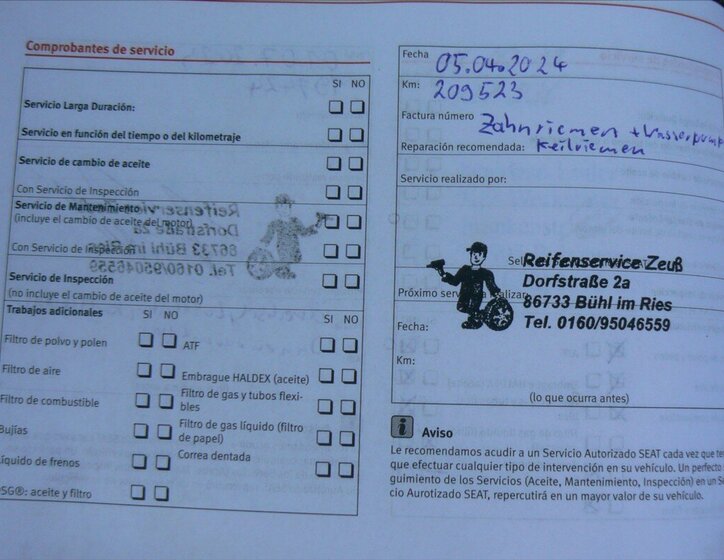 Comprobantes de servicio
SI NO
Servicio Larga Duración:
Servicio en función del tiempo o del kilometraje
Servicio de cambio de aceite
Con Servicio de Inspección
Servicio de Mantenimiento
(incluye el cambio de aceite del motor)
Con Servicio de Inspección
Servicio de Inspección
(no incluye el cambio de aceite del motor)
Trabajos adicionales SI NO SI NO
Filtro de polvo y polen ATF
Filtro de aire Embrague HALDEX (aceite)
Filtro de combustible Filtro de gas y tubos flexi-
bles
Bujías Filtro de gas líquido (filtro
de papel)
Líquido de frenos Correa dentada
DSG®: aceite y filtro
Fecha 05.04.2024
Km: 209523
Factura número Zahnriemen + Wasserpumpe
Reparación recomendada: Keilriemen
Servicio realizado por:
Reifenservice Zeuß
Dorfstraße 2a
86733 Bühl im Ries
Tel. 0160/95046559
Próximo servicio a realizar:
Fecha:
Km:
(lo que ocurra antes)
Aviso
Le recomendamos acudir a un Servicio Autorizado SEAT cada vez que te
que efectuar cualquier tipo de intervención en su vehículo. Un perfecto
guimiento de los Servicios (Aceite, Mantenimiento, Inspección) en un S
cio Aurotizado SEAT, repercutirá en un mayor valor de su vehículo.